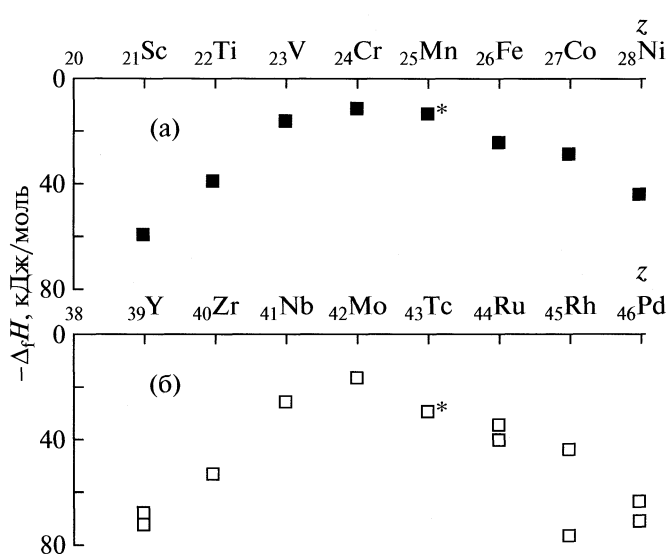 z
20 ₂₁Sc ₂₂Ti ₂₃V ₂₄Cr ₂₅Mn ₂₆Fe ₂₇Co ₂₈Ni
0
(а)
*
40
80
z
38 ₃₉Y ₄₀Zr ₄₁Nb ₄₂Mo ₄₃Tc ₄₄Ru ₄₅Rh ₄₆Pd
0
(б)
*
40
80
−Δ_fH, кДж/моль